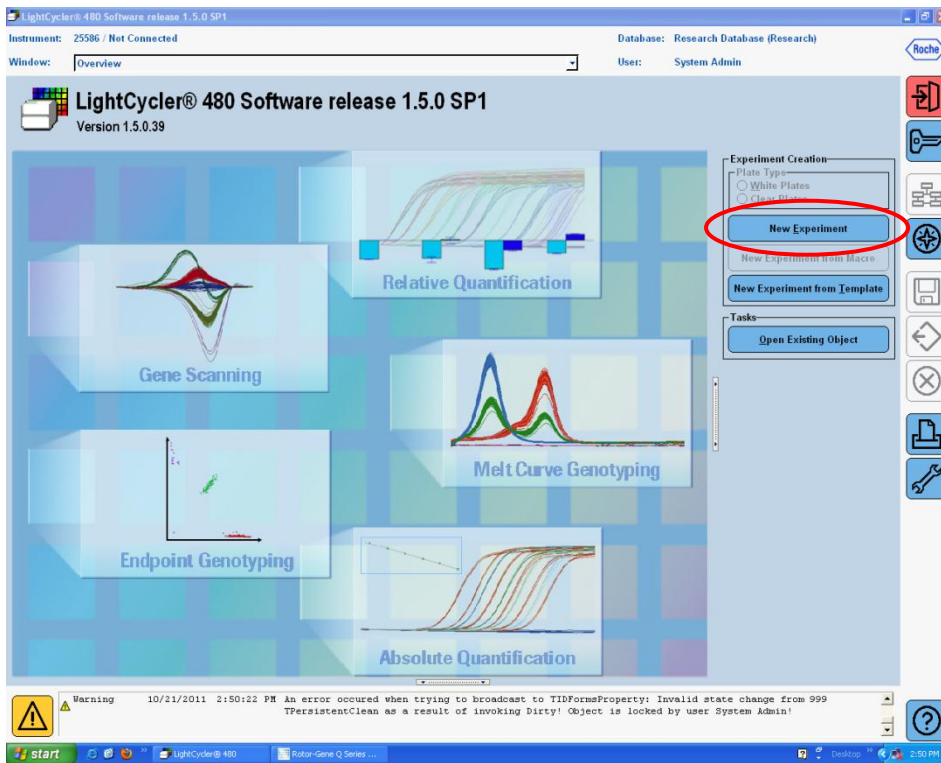 LightCycler® 480 Software release 1.5.0 SP1
Instrument: 25586 / Not Connected
Database: Research Database (Research)
Window: Overview
User: System Admin
Roche
LightCycler® 480 Software release 1.5.0 SP1
Version 1.5.0.39
Experiment Creation
Plate Type
White Plates
Clear Plates
New Experiment
New Experiment from Macro
New Experiment from Template
Tasks
Open Existing Object
Relative Quantification
Gene Scanning
Melt Curve Genotyping
Endpoint Genotyping
Absolute Quantification
Warning 10/21/2011 2:50:22 PM An error occured when trying to broadcast to TIDFormsProperty: Invalid state change from 999
TPersistentClean as a result of invoking Dirty! Object is locked by user System Admin!
start
LightCycler® 480
Rotor-Gene Q Series ...
Desktop
2:50 PM